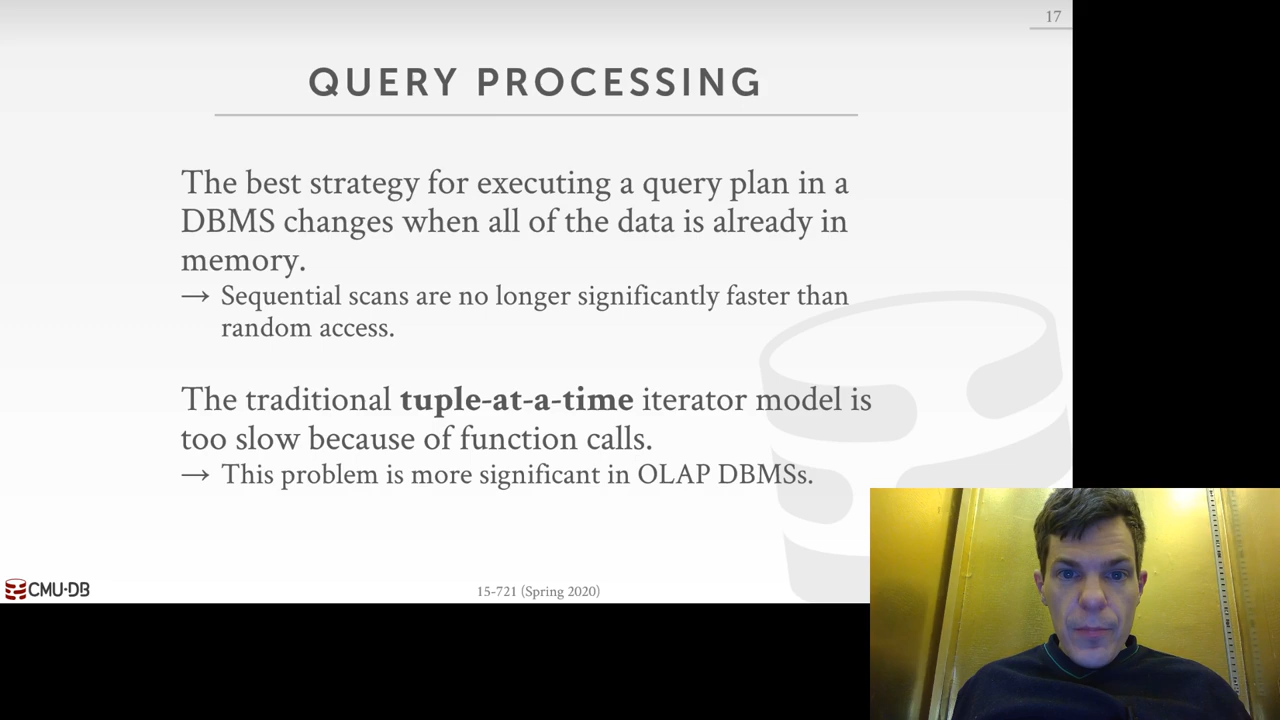 17
QUERY PROCESSING
The best strategy for executing a query plan in a
DBMS changes when all of the data is already in
memory.
→ Sequential scans are no longer significantly faster than
random access.
The traditional tuple-at-a-time iterator model is
too slow because of function calls.
→ This problem is more significant in OLAP DBMSs.
CMU·DB
15-721 (Spring 2020)